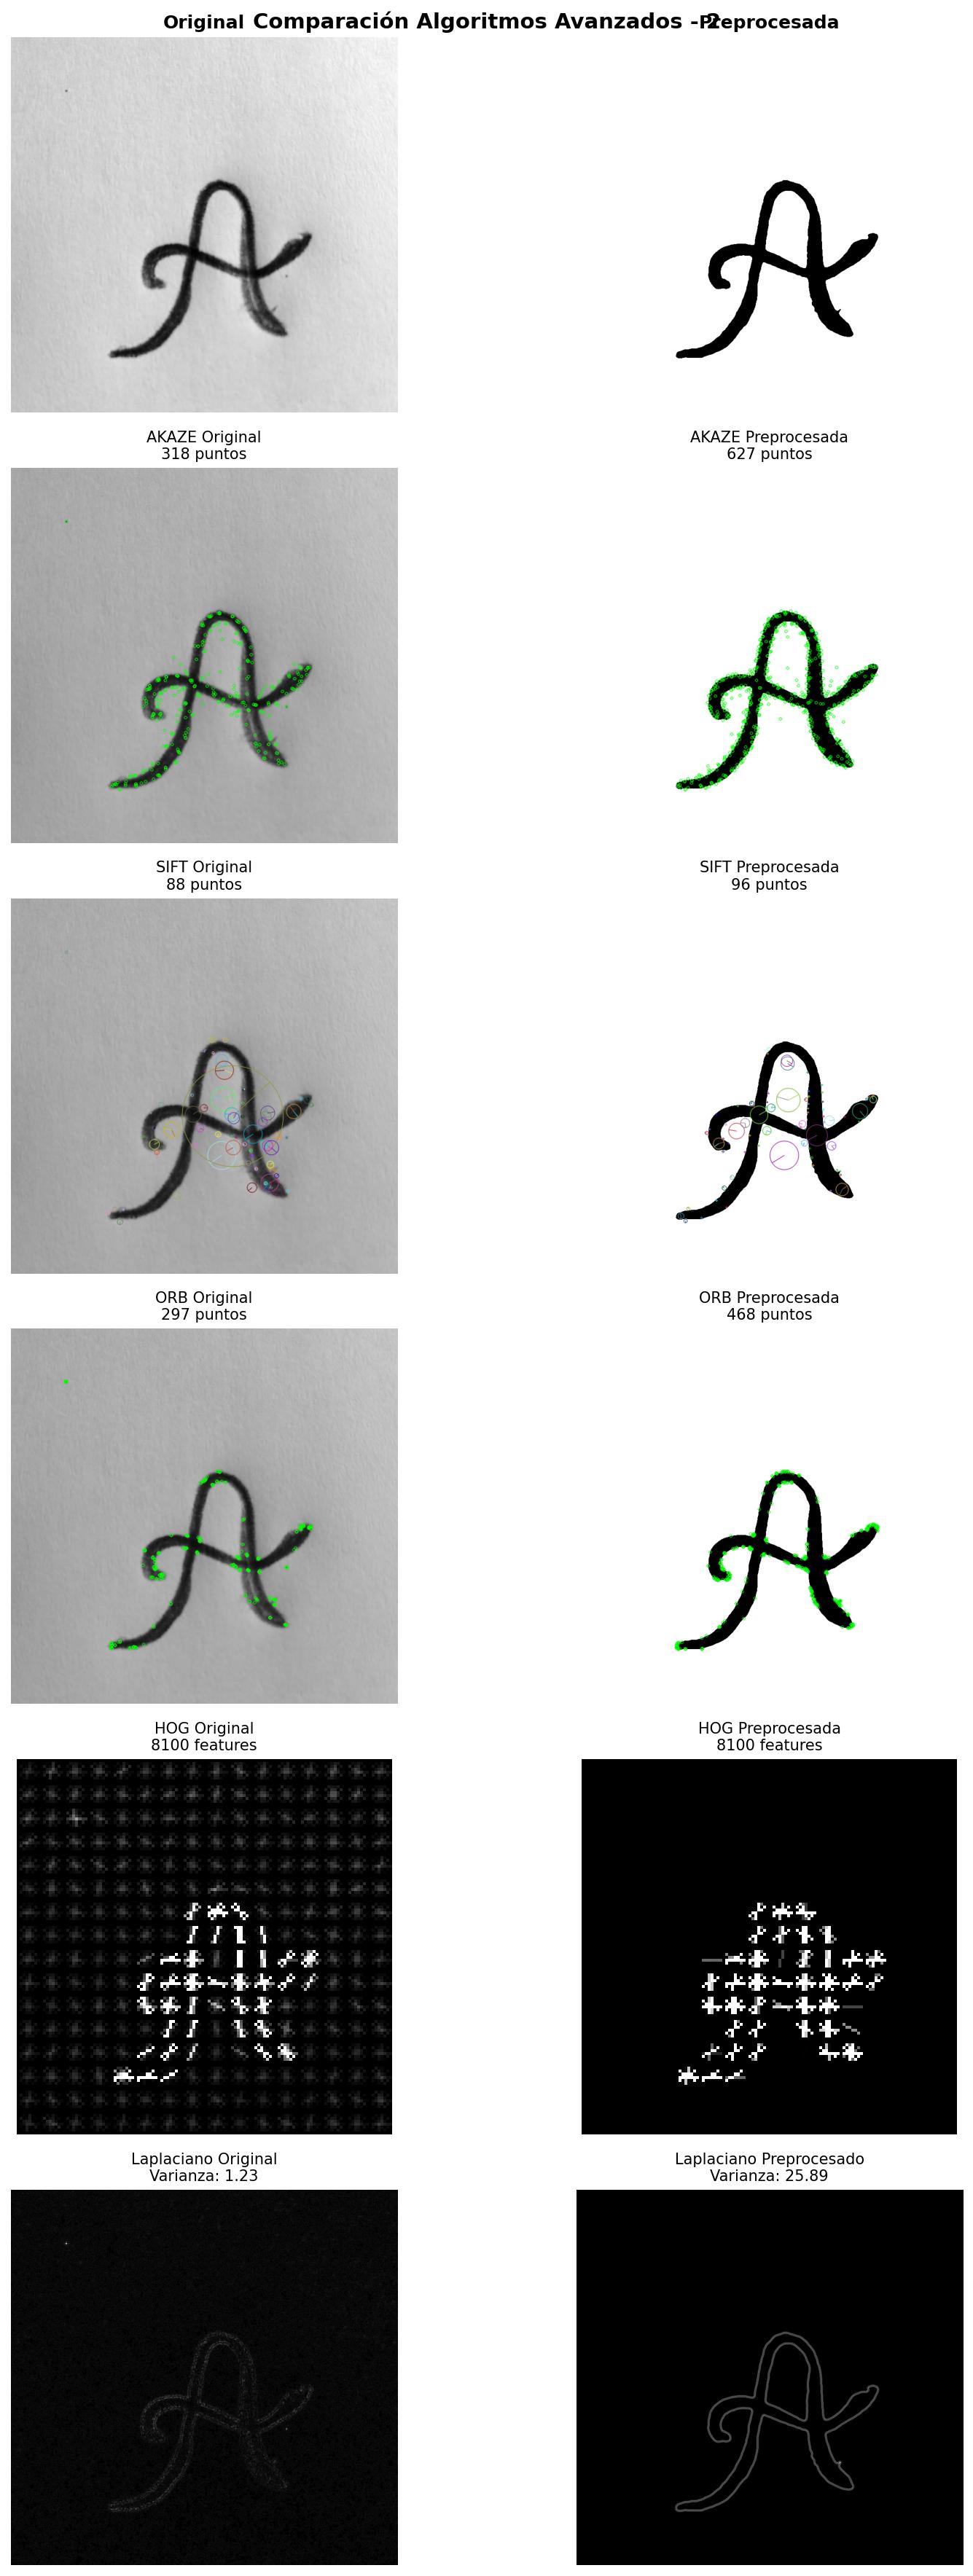 Comparación Algoritmos Avanzados - 2
Original Preprocesada
A A
AKAZE Original
318 puntos
AKAZE Preprocesada
627 puntos
A A
SIFT Original
88 puntos
SIFT Preprocesada
96 puntos
A A
ORB Original
297 puntos
ORB Preprocesada
468 puntos
A A
HOG Original
8100 features
HOG Preprocesada
8100 features
Laplaciano Original
Varianza: 1.23
Laplaciano Preprocesado
Varianza: 25.89
A A